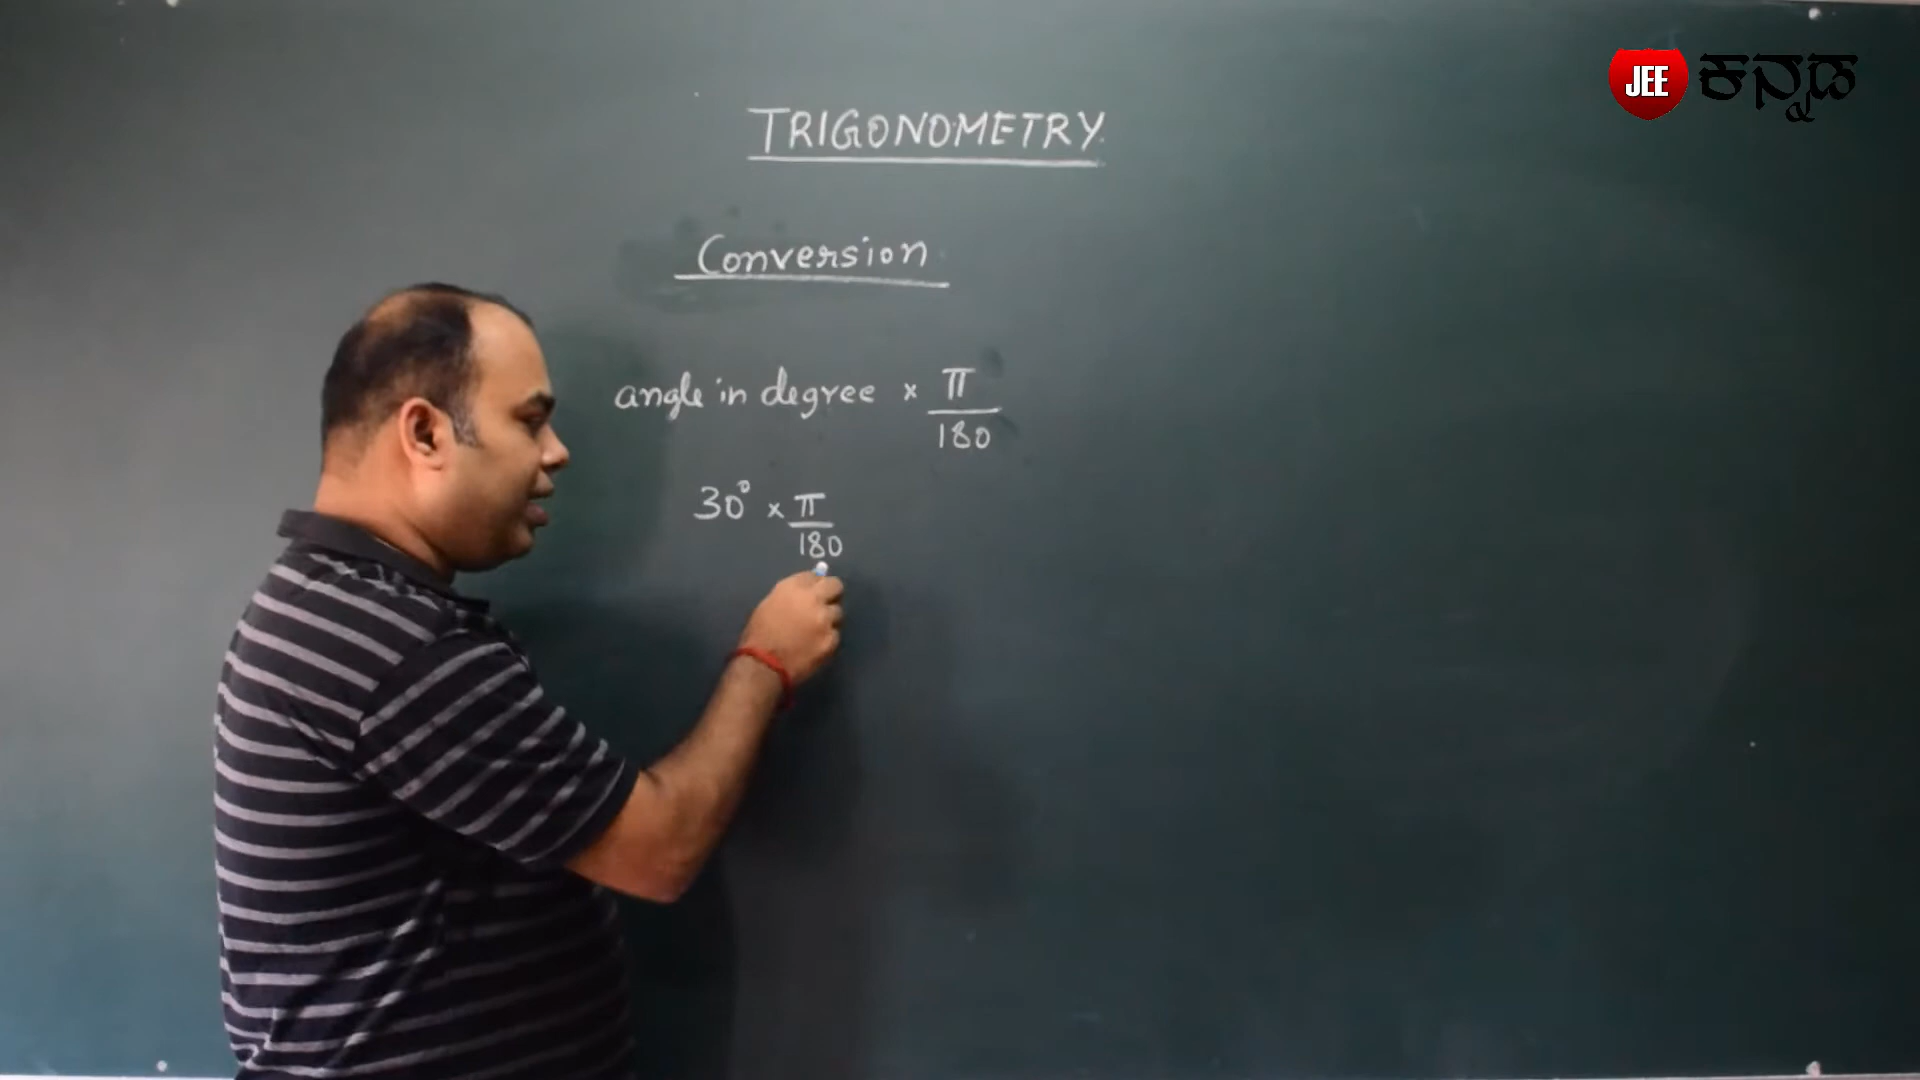 JEE ಕನ್ನಡ
TRIGONOMETRY
Conversion
angle in degree × π/180
30° × π/180